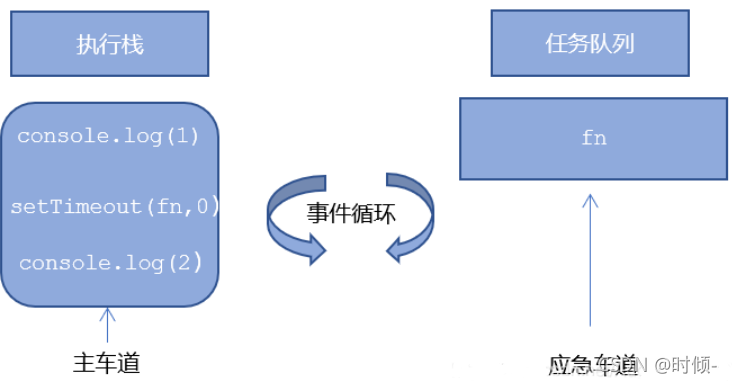 执行栈
任务队列
console.log(1)
setTimeout(fn,0)
console.log(2)
fn
事件循环
主车道
应急车道
@时倾-